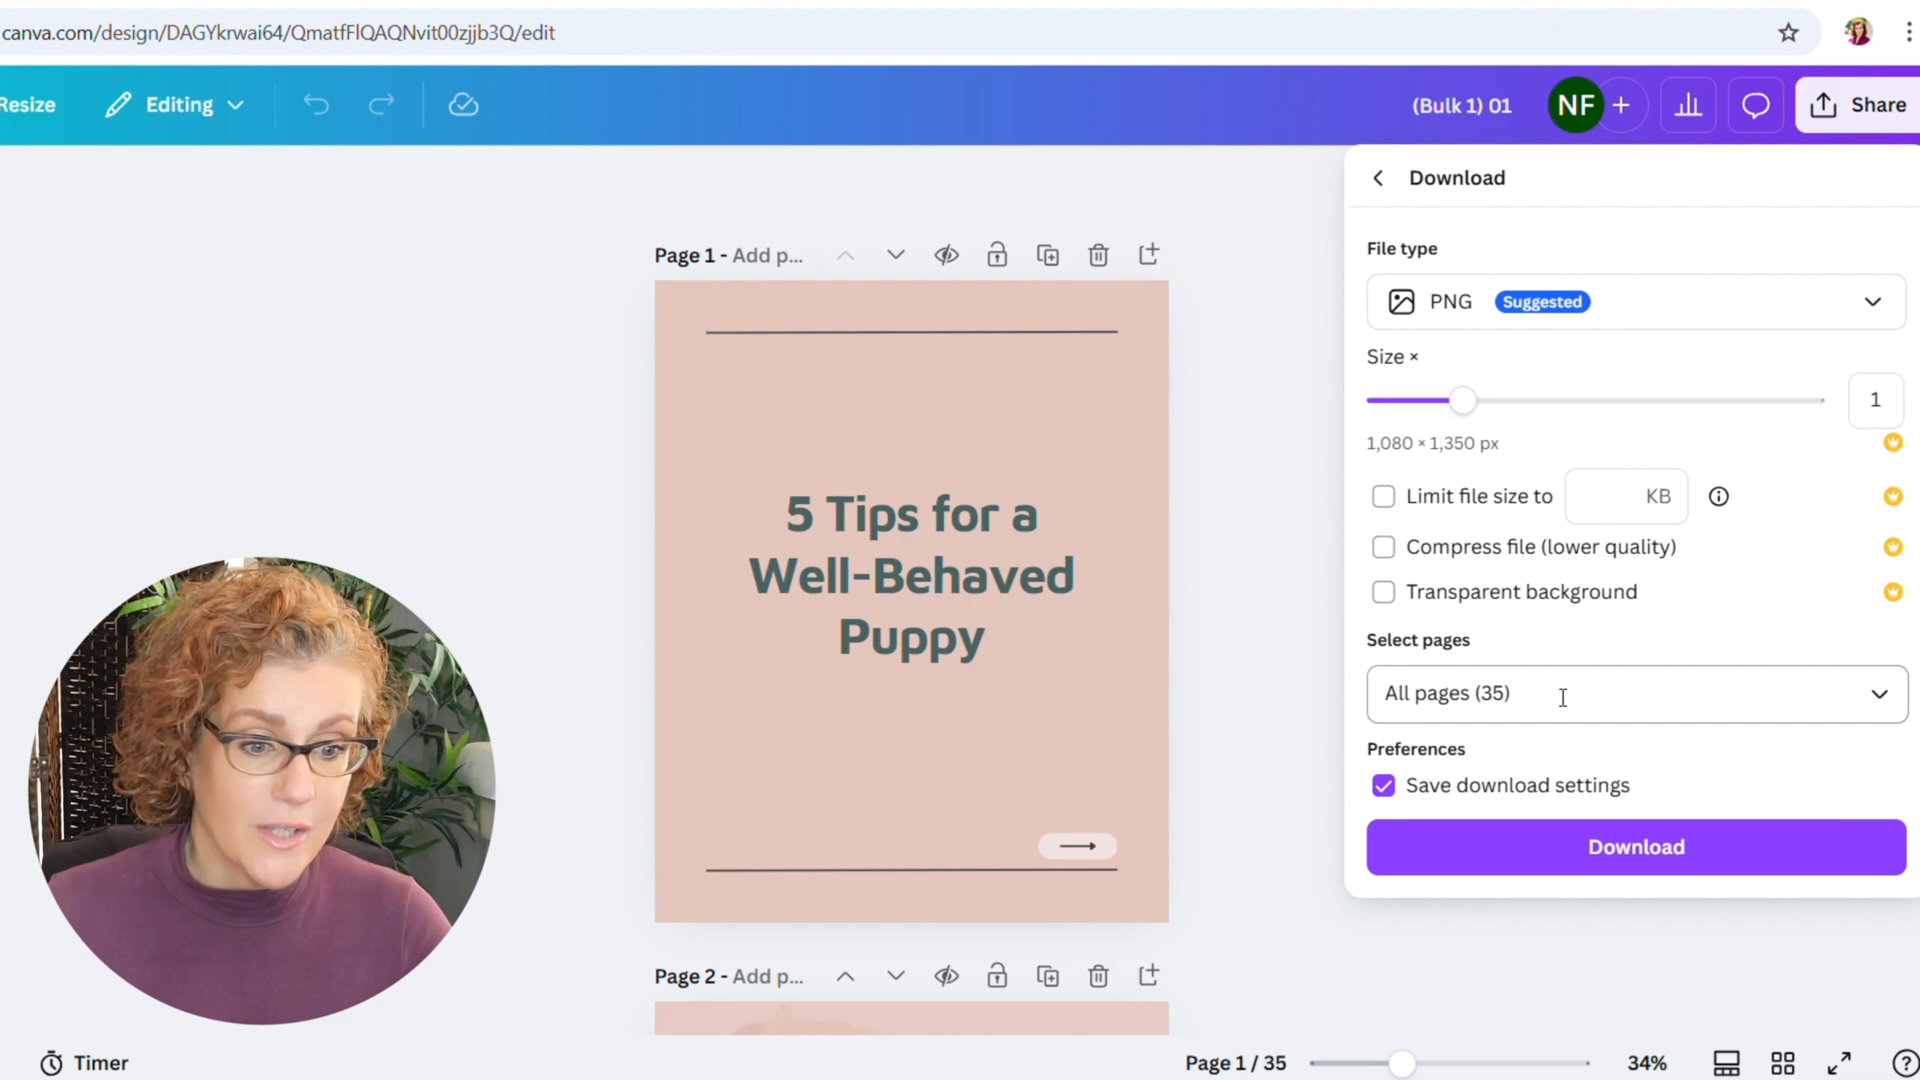 canva.com/design/DAGYkrwai64/QmatfFlQAQNvit00zjjb3Q/edit
Resize
Editing
(Bulk 1) 01
NF
Share
Download
File type
PNG Suggested
Size ×
1
1,080 × 1,350 px
Limit file size to KB
Compress file (lower quality)
Transparent background
Select pages
All pages (35)
Preferences
Save download settings
Download
Page 1 - Add p...
5 Tips for a
Well-Behaved
Puppy
Page 2 - Add p...
Timer
Page 1 / 35
34%